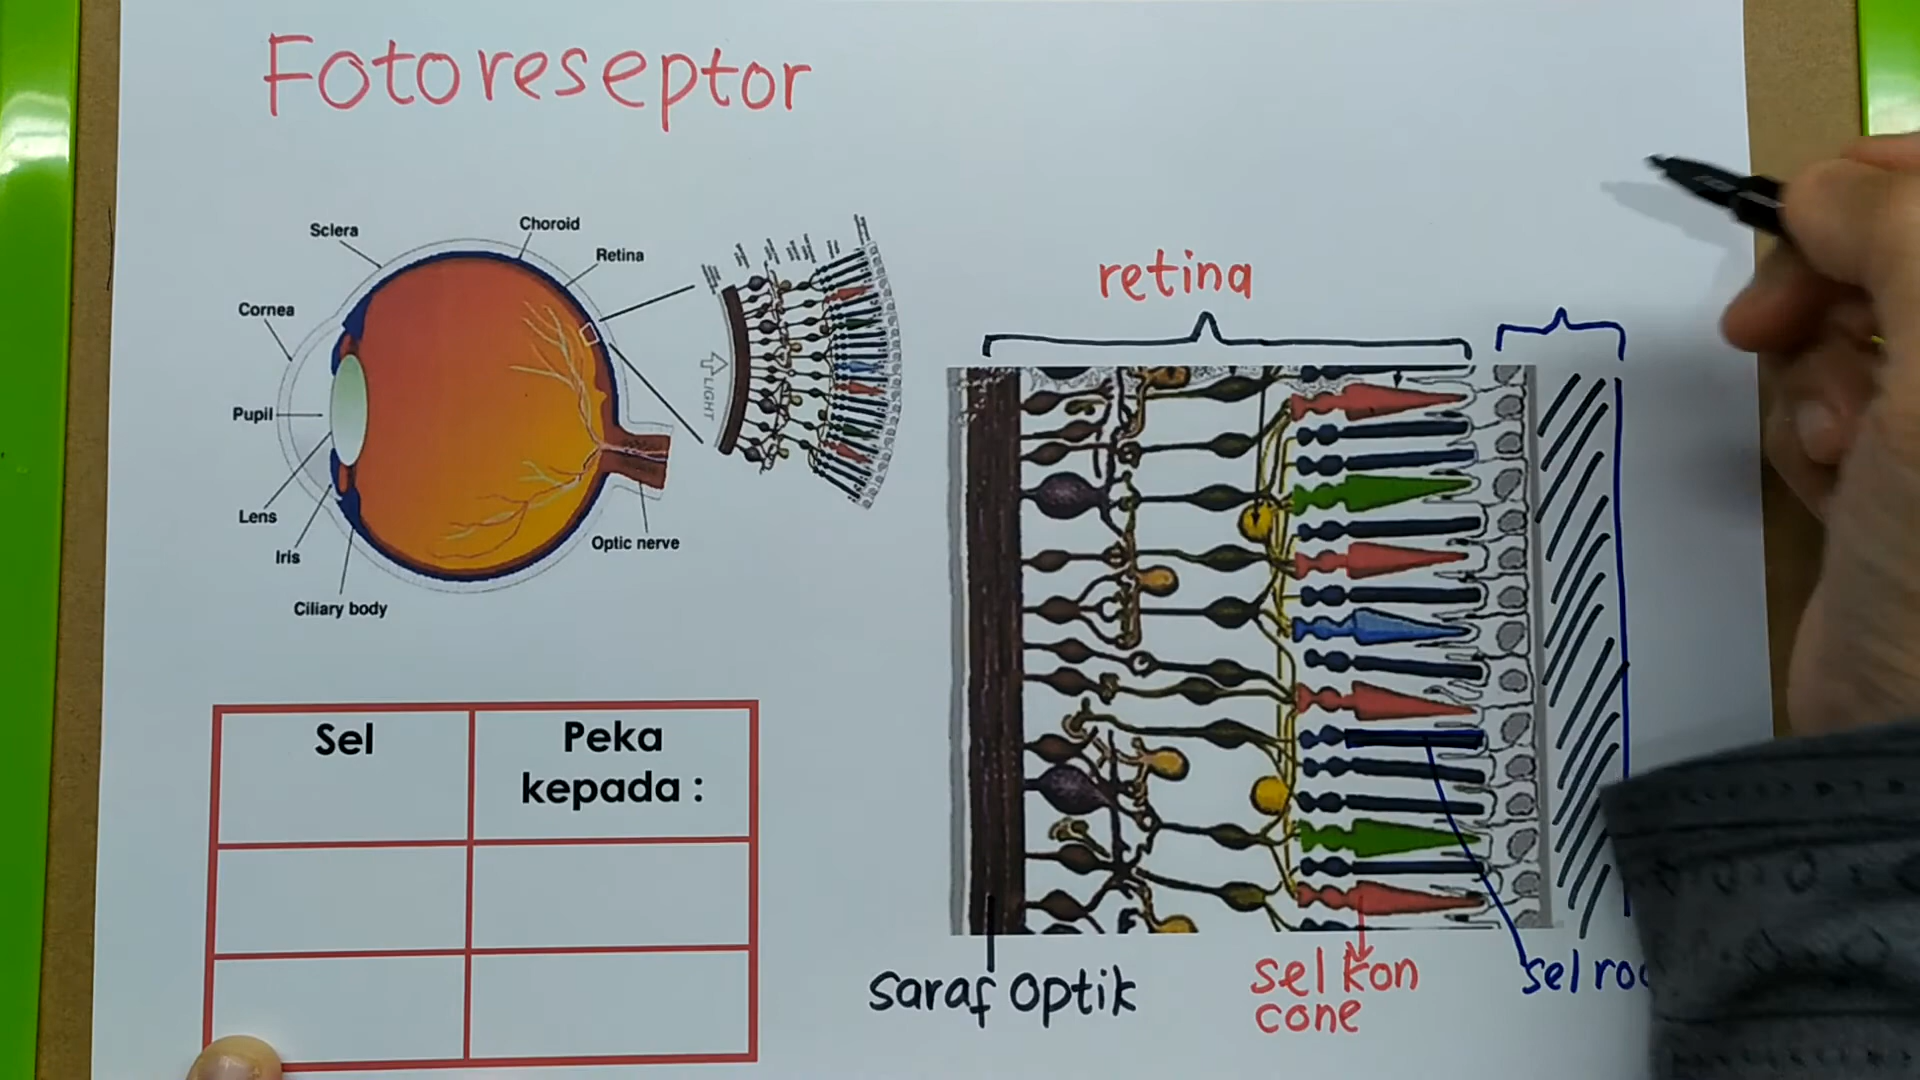 Fotoreseptor
Sclera
Choroid
Retina
Cornea
Pupil
LIGHT
Lens
Iris
Optic nerve
Ciliary body
retina
Sel
Peka
kepada :
saraf optik
sel kon
cone
sel